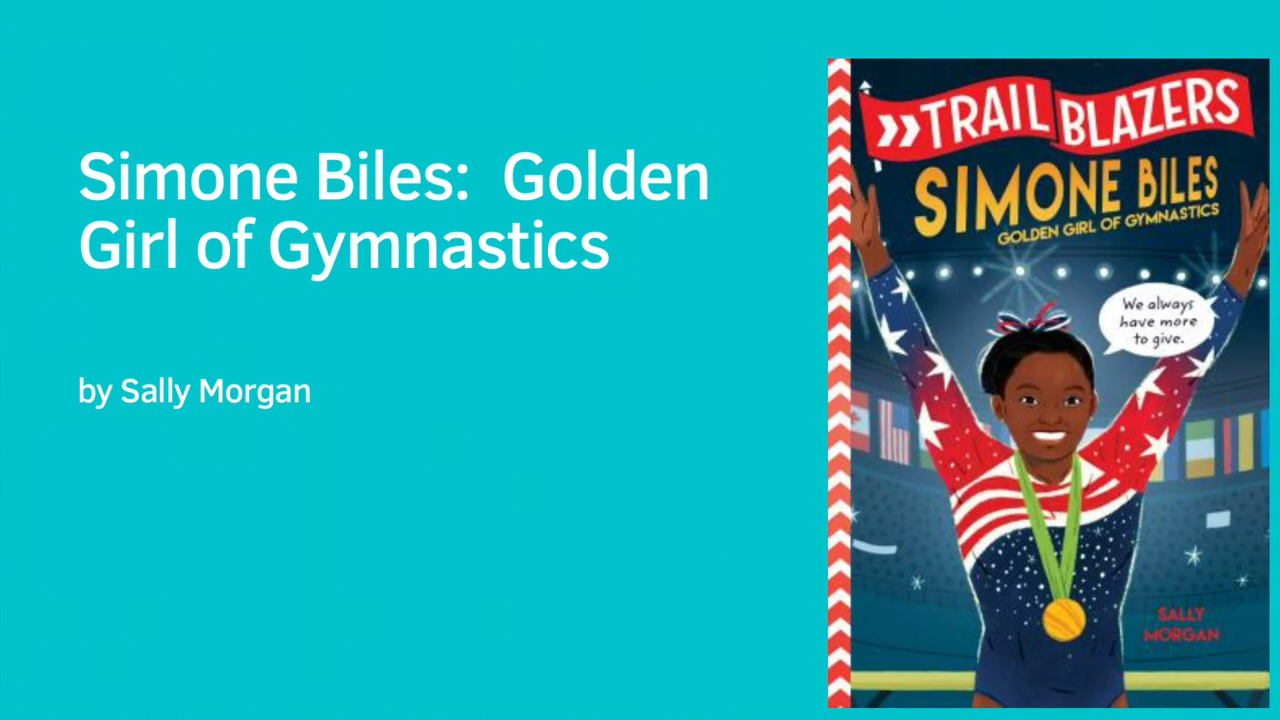 Simone Biles:  Golden
Girl of Gymnastics
by Sally Morgan
TRAIL BLAZERS
SIMONE BILES
GOLDEN GIRL OF GYMNASTICS
We always
have more
to give.
SALLY
MORGAN